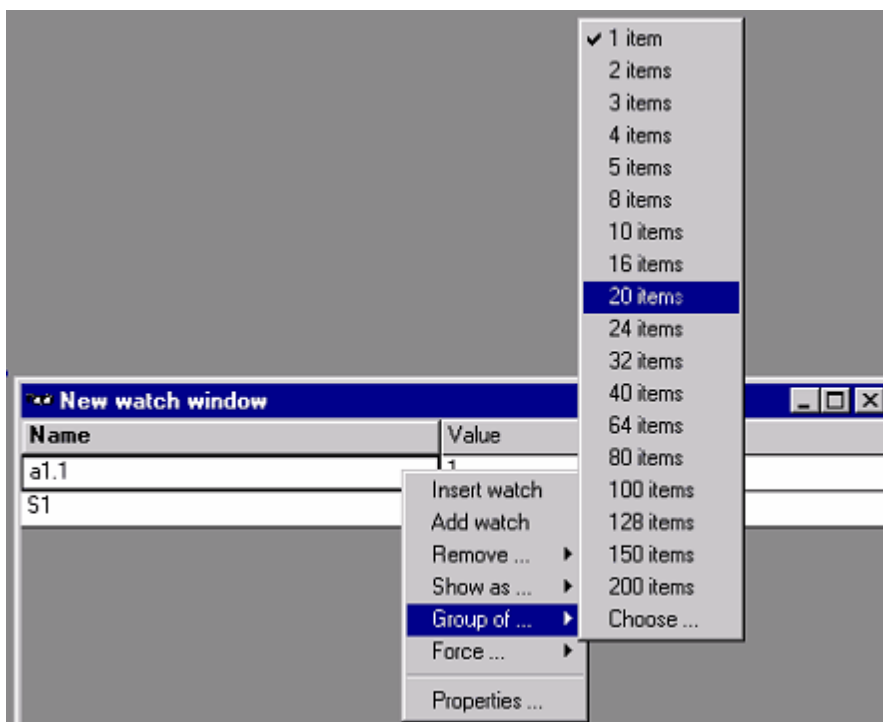 1 item
2 items
3 items
4 items
5 items
8 items
10 items
16 items
20 items
24 items
32 items
40 items
64 items
80 items
100 items
128 items
150 items
200 items
Choose ...
New watch window
Name Value
a1.1 1
S1
Insert watch
Add watch
Remove ...
Show as ...
Group of ...
Force ...
Properties ...